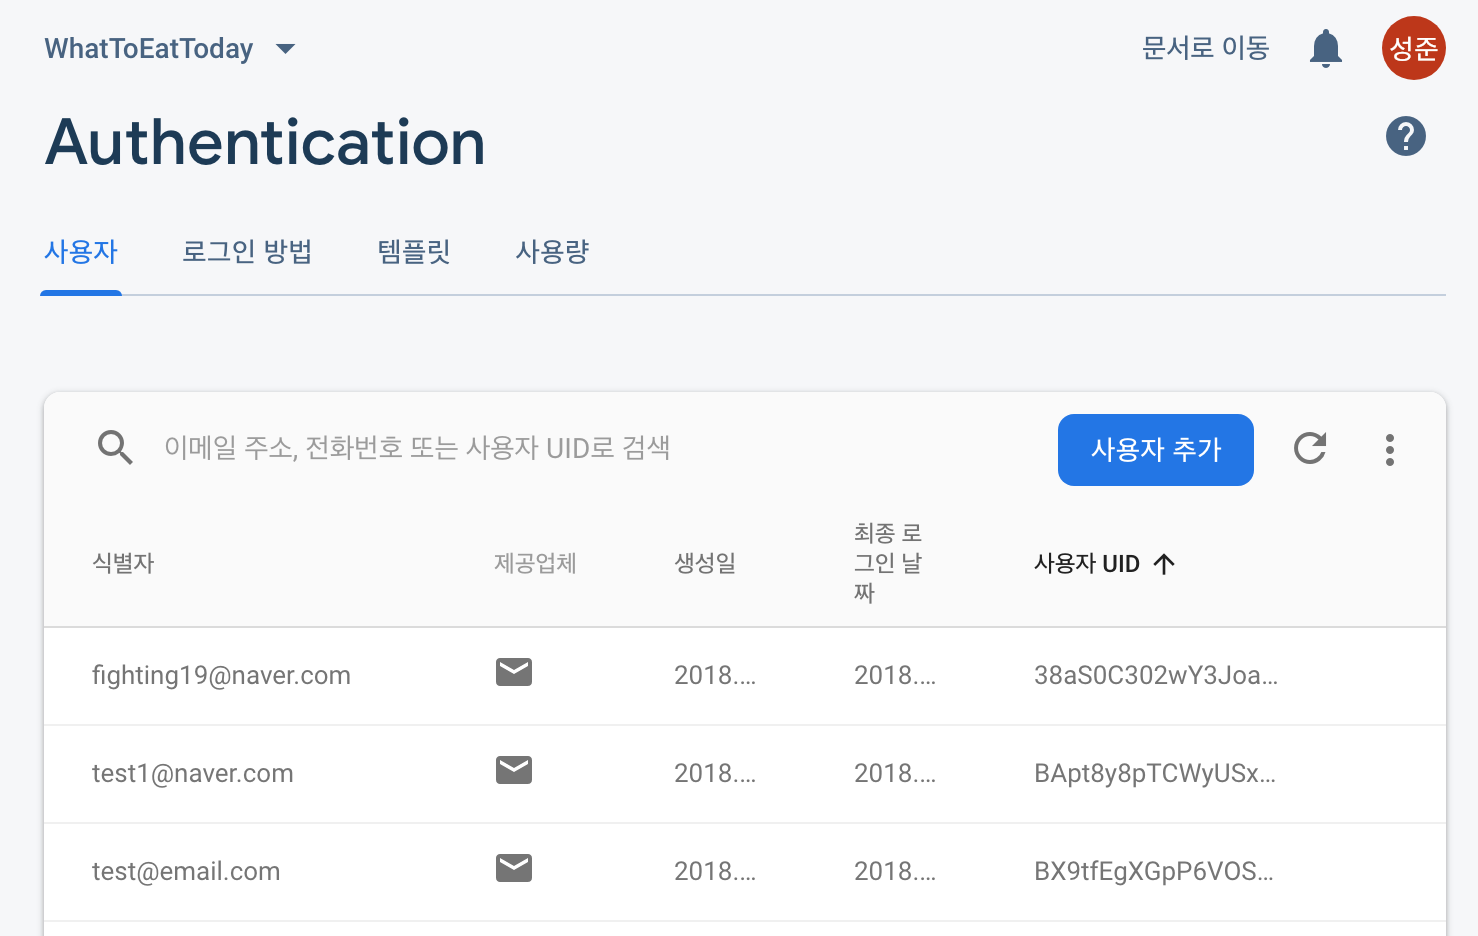 WhatToEatToday
문서로 이동
성준
Authentication
?
사용자 로그인 방법 템플릿 사용량
이메일 주소, 전화번호 또는 사용자 UID로 검색
사용자 추가
식별자 제공업체 생성일 최종 로
그인 날
짜
사용자 UID
fighting19@naver.com 2018.... 2018.... 38aS0C302wY3Joa...
test1@naver.com 2018.... 2018.... BApt8y8pTCWyUSx...
test@email.com 2018.... 2018.... BX9tfEgXGpP6VOS...